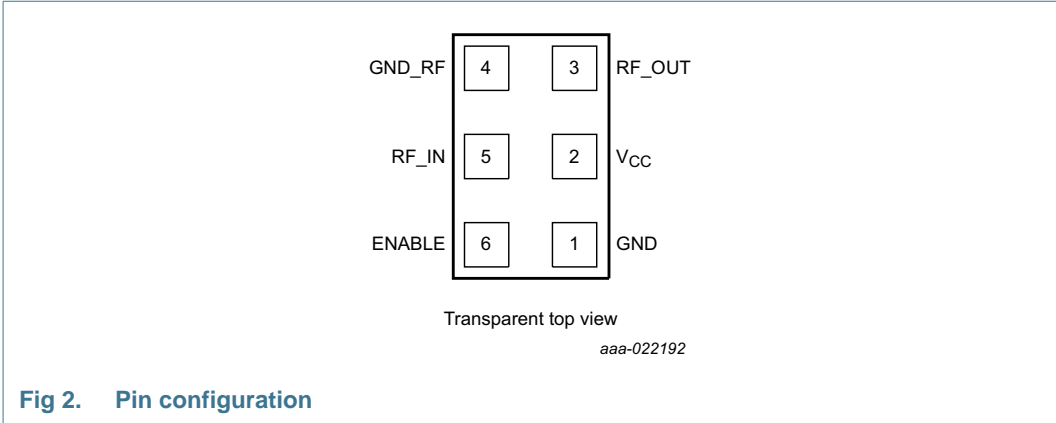 GND_RF 4 3 RF_OUT
RF_IN 5 2 VCC
ENABLE 6 1 GND
Transparent top view
aaa-022192
Fig 2. Pin configuration